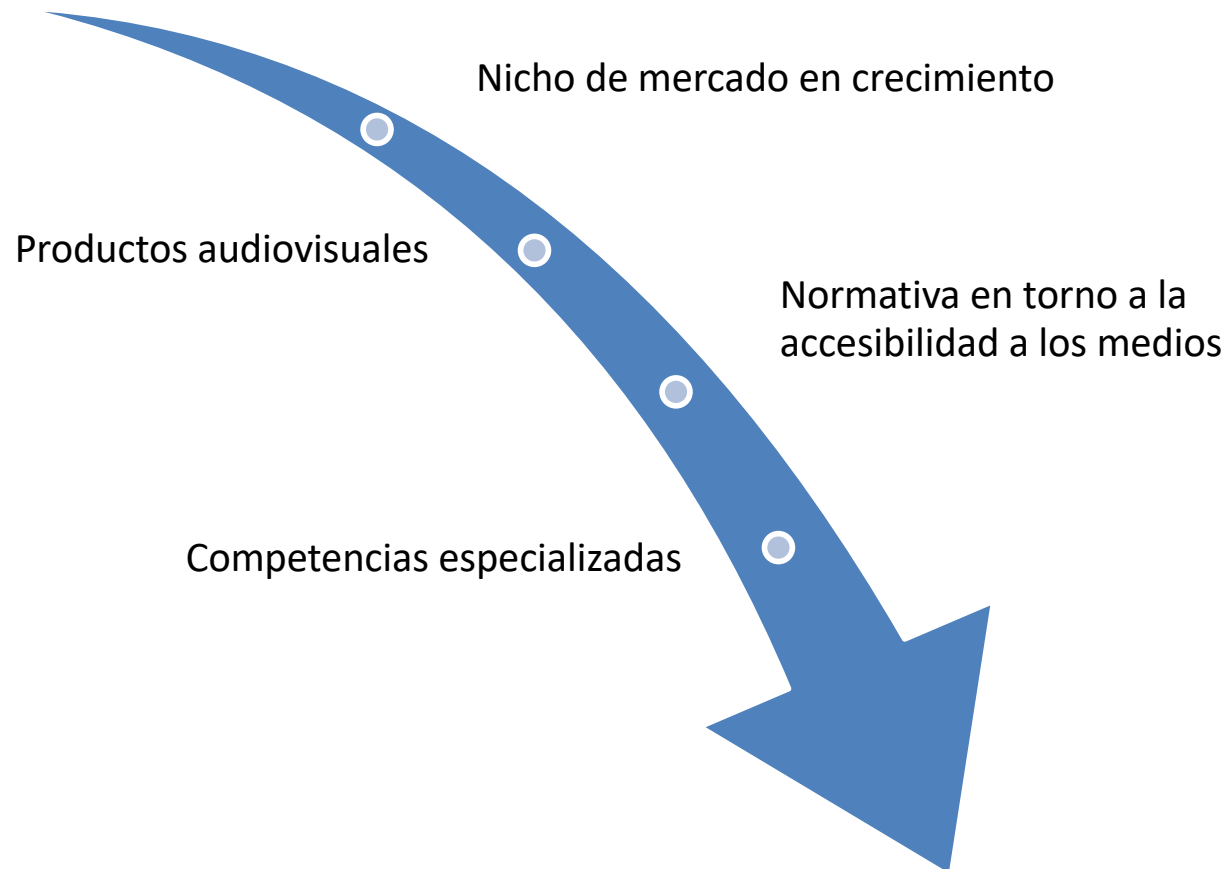 Nicho de mercado en crecimiento
Productos audiovisuales
Normativa en torno a la
accesibilidad a los medios
Competencias especializadas